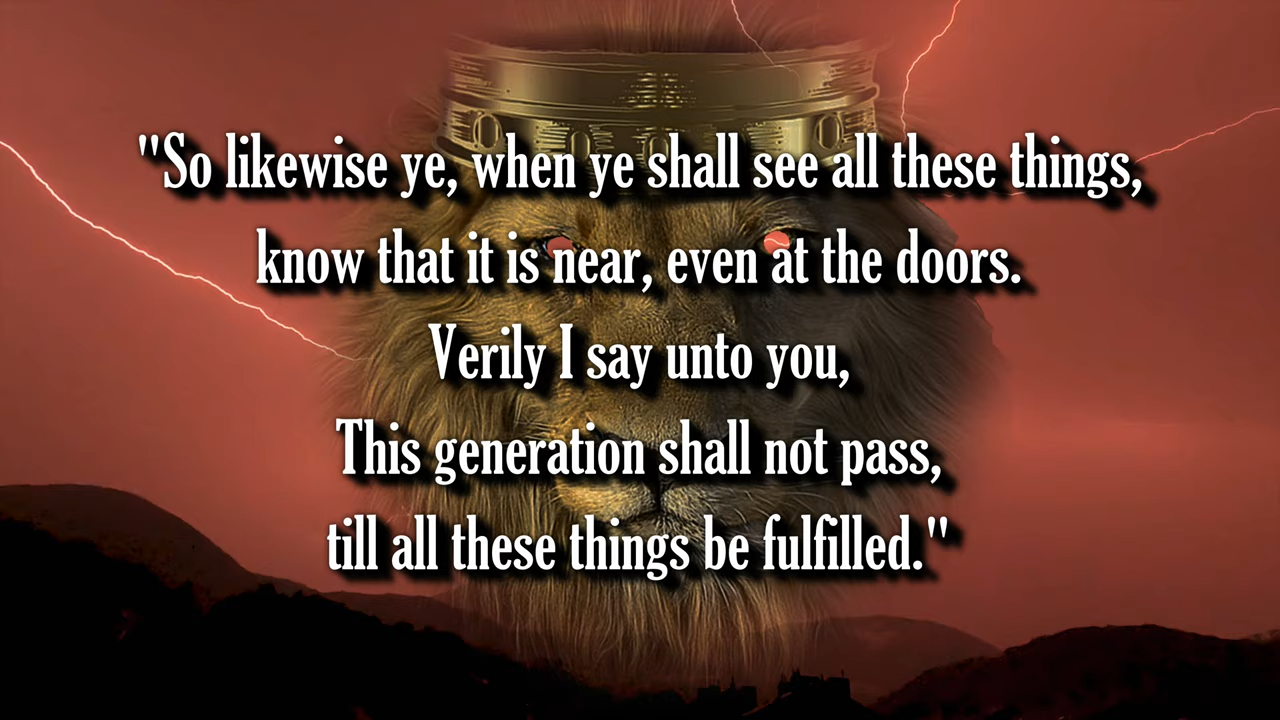 "So likewise ye, when ye shall see all these things,
know that it is near, even at the doors.
Verily I say unto you,
This generation shall not pass,
till all these things be fulfilled."